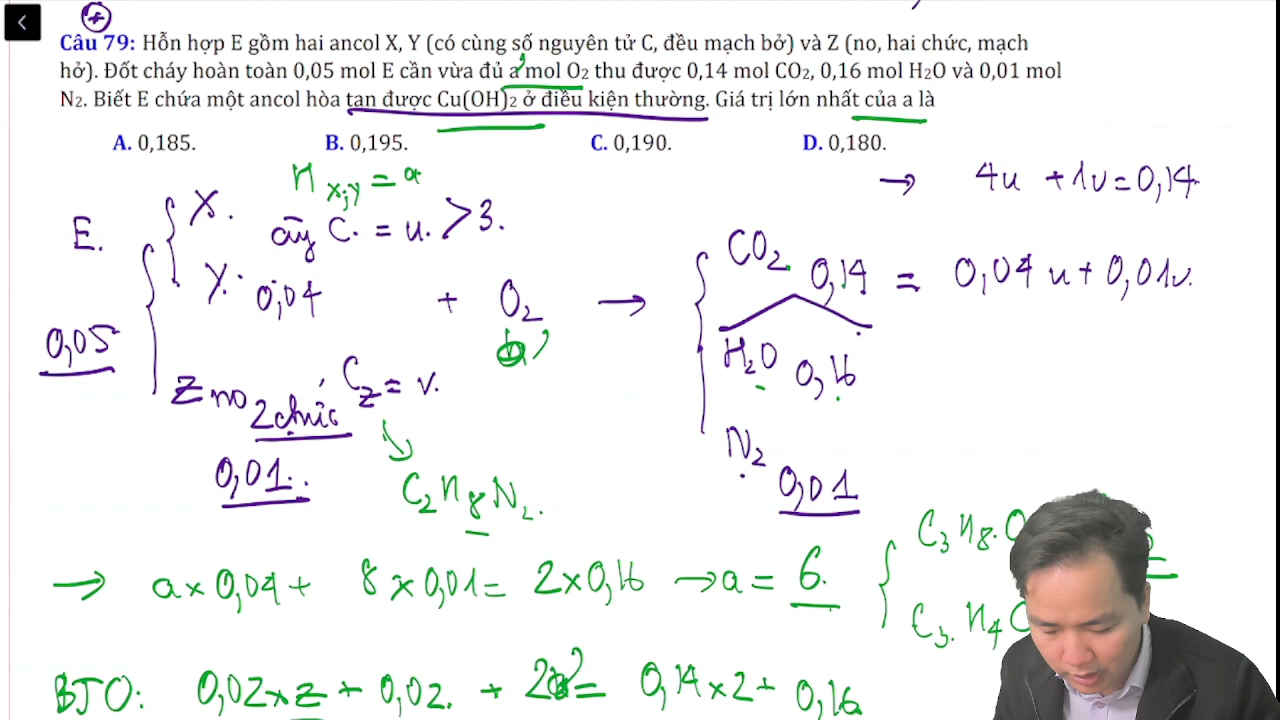 Câu 79: Hỗn hợp E gồm hai ancol X, Y (có cùng số nguyên tử C, đều mạch bở) và Z (no, hai chức, mạch
hở). Đốt cháy hoàn toàn 0,05 mol E cần vừa đủ a mol O₂ thu được 0,14 mol CO₂, 0,16 mol H₂O và 0,01 mol
N₂. Biết E chứa một ancol hòa tan được Cu(OH)₂ ở điều kiện thường. Giá trị lớn nhất của a là
A. 0,185. B. 0,195. C. 0,190. D. 0,180.
n X;Y = a
→ 4u + 1v = 0,14
E. X. C. = u. > 3.
Y. 0,04 + O₂ →
CO₂ 0,14 = 0,04 u + 0,01v.
0,05
H₂O 0,16
Z no 2 chức C Z = v.
0,01.
N₂ 0,01
C₂H₈N₂.
C₃H₈.O
→ a x 0,04 + 8 x 0,01 = 2 x 0,16 → a = 6.
C₃.H₄O
BTO: 0,02 x z + 0,02. + 2 = 0,14 x 2 + 0,16